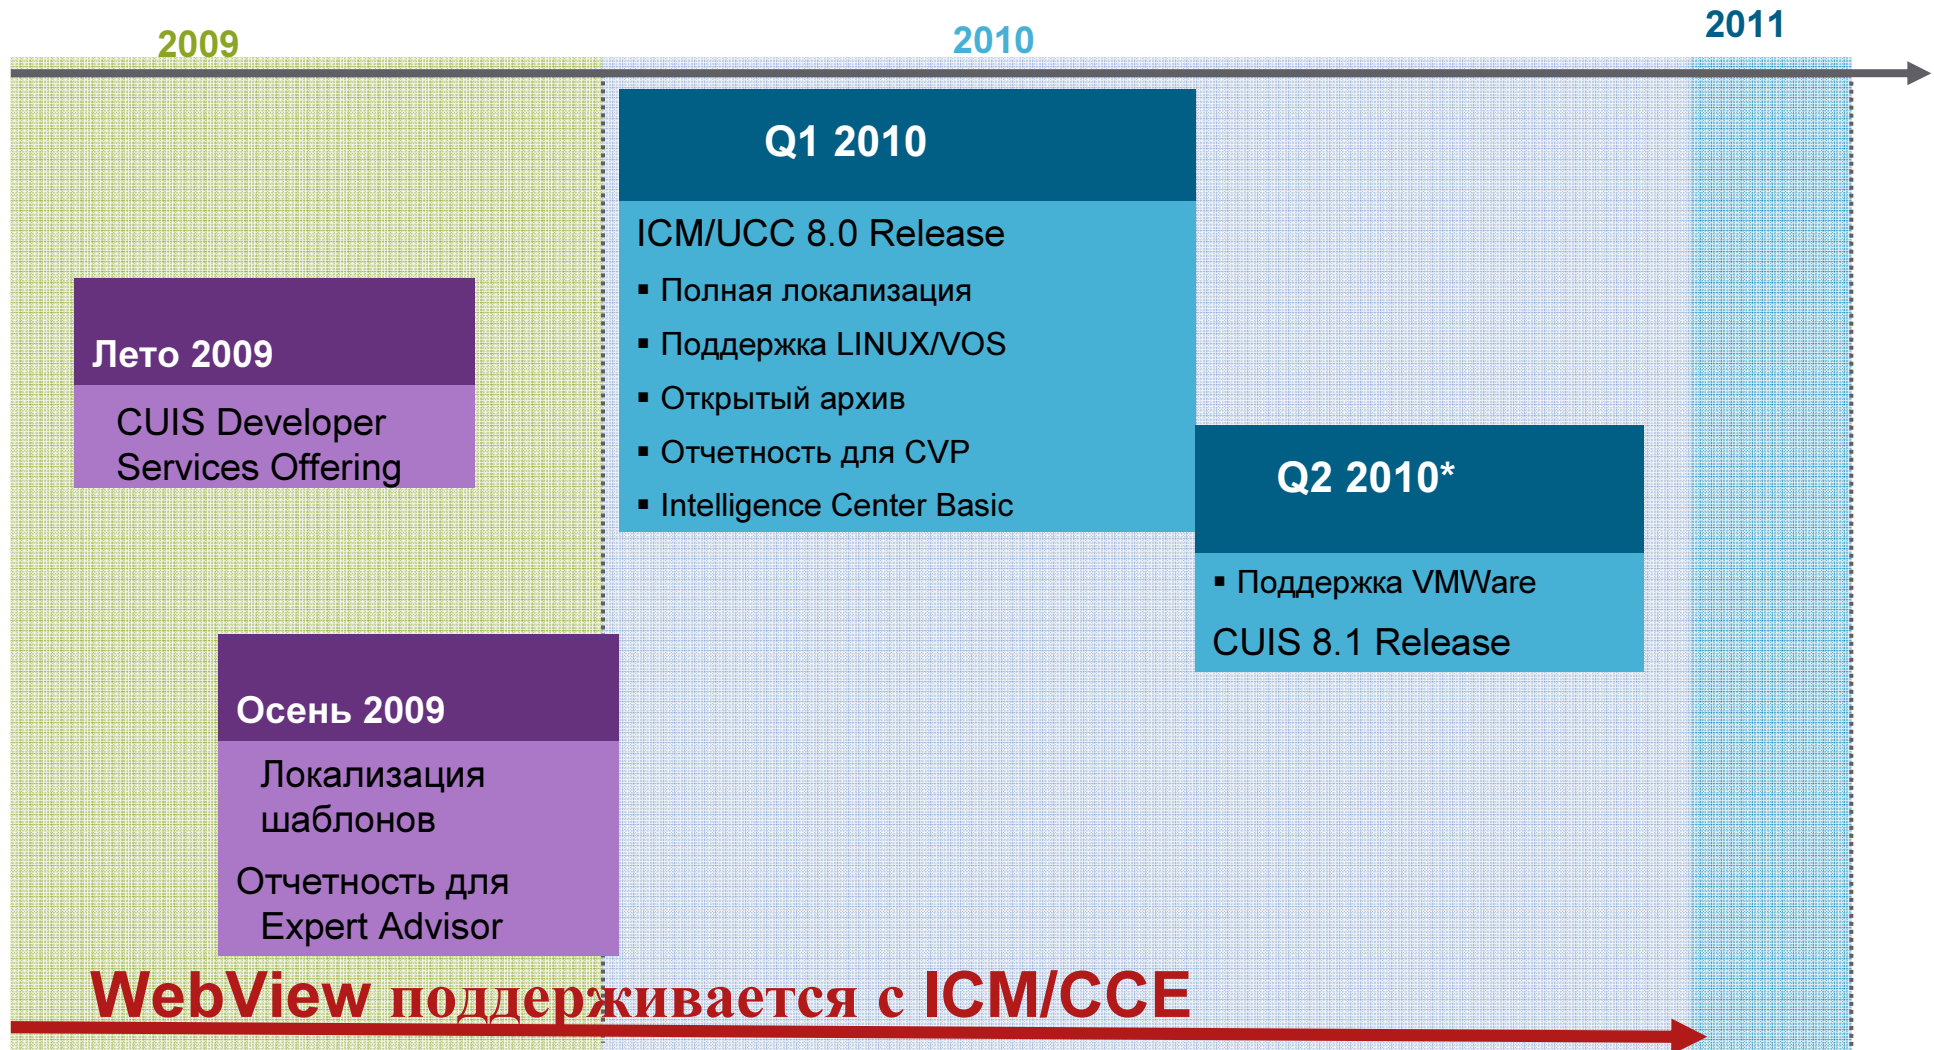 2009
2010
2011
Q1 2010
ICM/UCC 8.0 Release
▪ Полная локализация
▪ Поддержка LINUX/VOS
▪ Открытый архив
▪ Отчетность для CVP
▪ Intelligence Center Basic
Лето 2009
CUIS Developer
Services Offering
Q2 2010*
▪ Поддержка VMWare
CUIS 8.1 Release
Осень 2009
Локализация
шаблонов
Отчетность для
Expert Advisor
WebView поддерживается с ICM/CCE